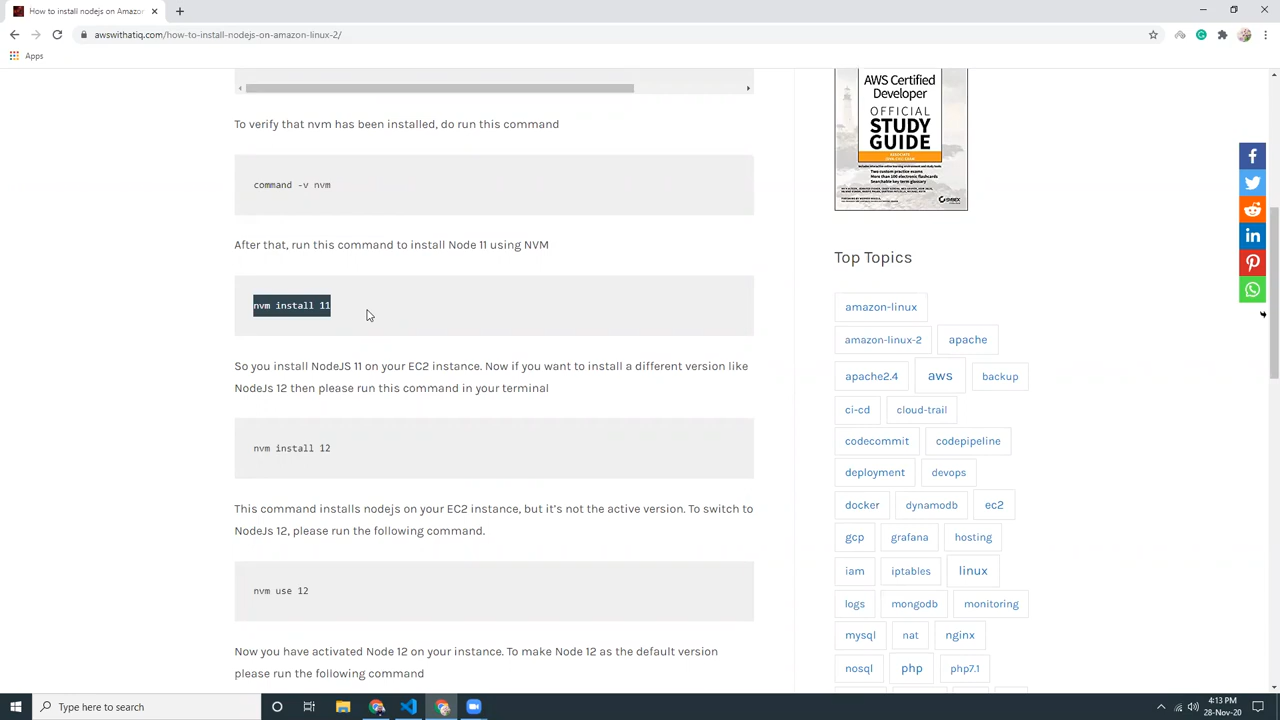 How to install nodejs on Amazon
awswithatiq.com/how-to-install-nodejs-on-amazon-linux-2/
Apps
To verify that nvm has been installed, do run this command
command -v nvm
After that, run this command to install Node 11 using NVM
nvm install 11
So you install NodeJS 11 on your EC2 instance. Now if you want to install a different version like
NodeJs 12 then please run this command in your terminal
nvm install 12
This command installs nodejs on your EC2 instance, but it's not the active version. To switch to
NodeJs 12, please run the following command.
nvm use 12
Now you have activated Node 12 on your instance. To make Node 12 as the default version
please run the following command
AWS Certified
Developer
OFFICIAL
STUDY
GUIDE
SYBEX
Top Topics
amazon-linux
amazon-linux-2 apache
apache2.4 aws backup
ci-cd cloud-trail
codecommit codepipeline
deployment devops
docker dynamodb ec2
gcp grafana hosting
iam iptables linux
logs mongodb monitoring
mysql nat nginx
nosql php php7.1
Type here to search
4:13 PM
28-Nov-20